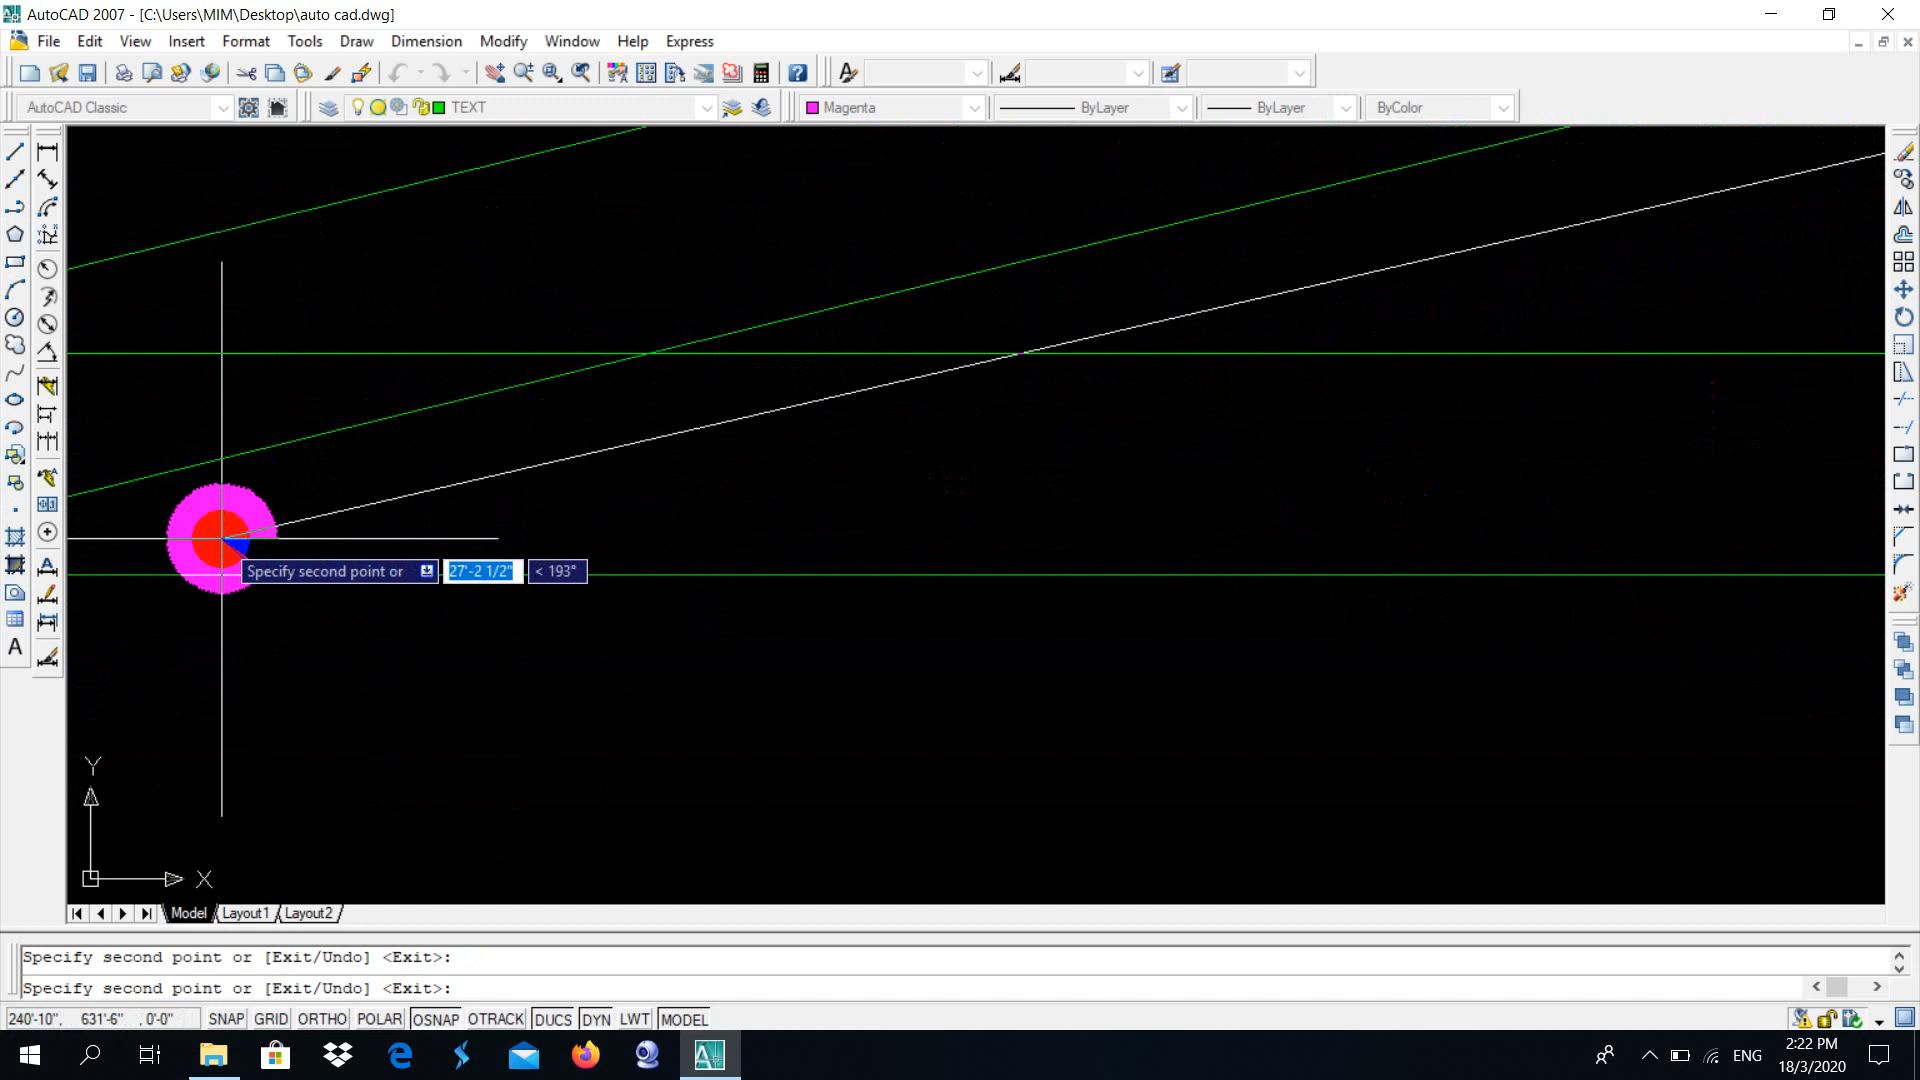 AutoCAD 2007 - [C:\Users\MIM\Desktop\auto cad.dwg]
File Edit View Insert Format Tools Draw Dimension Modify Window Help Express
AutoCAD Classic TEXT Magenta ByLayer ByLayer ByColor
Specify second point or 27'-2 1/2" < 193°
Y
X
Model Layout1 Layout2
Specify second point or [Exit/Undo] <Exit>:
Specify second point or [Exit/Undo] <Exit>:
240'-10", 631'-6" , 0'-0" SNAP GRID ORTHO POLAR OSNAP OTRACK DUCS DYN LWT MODEL
ENG
2:22 PM
18/3/2020